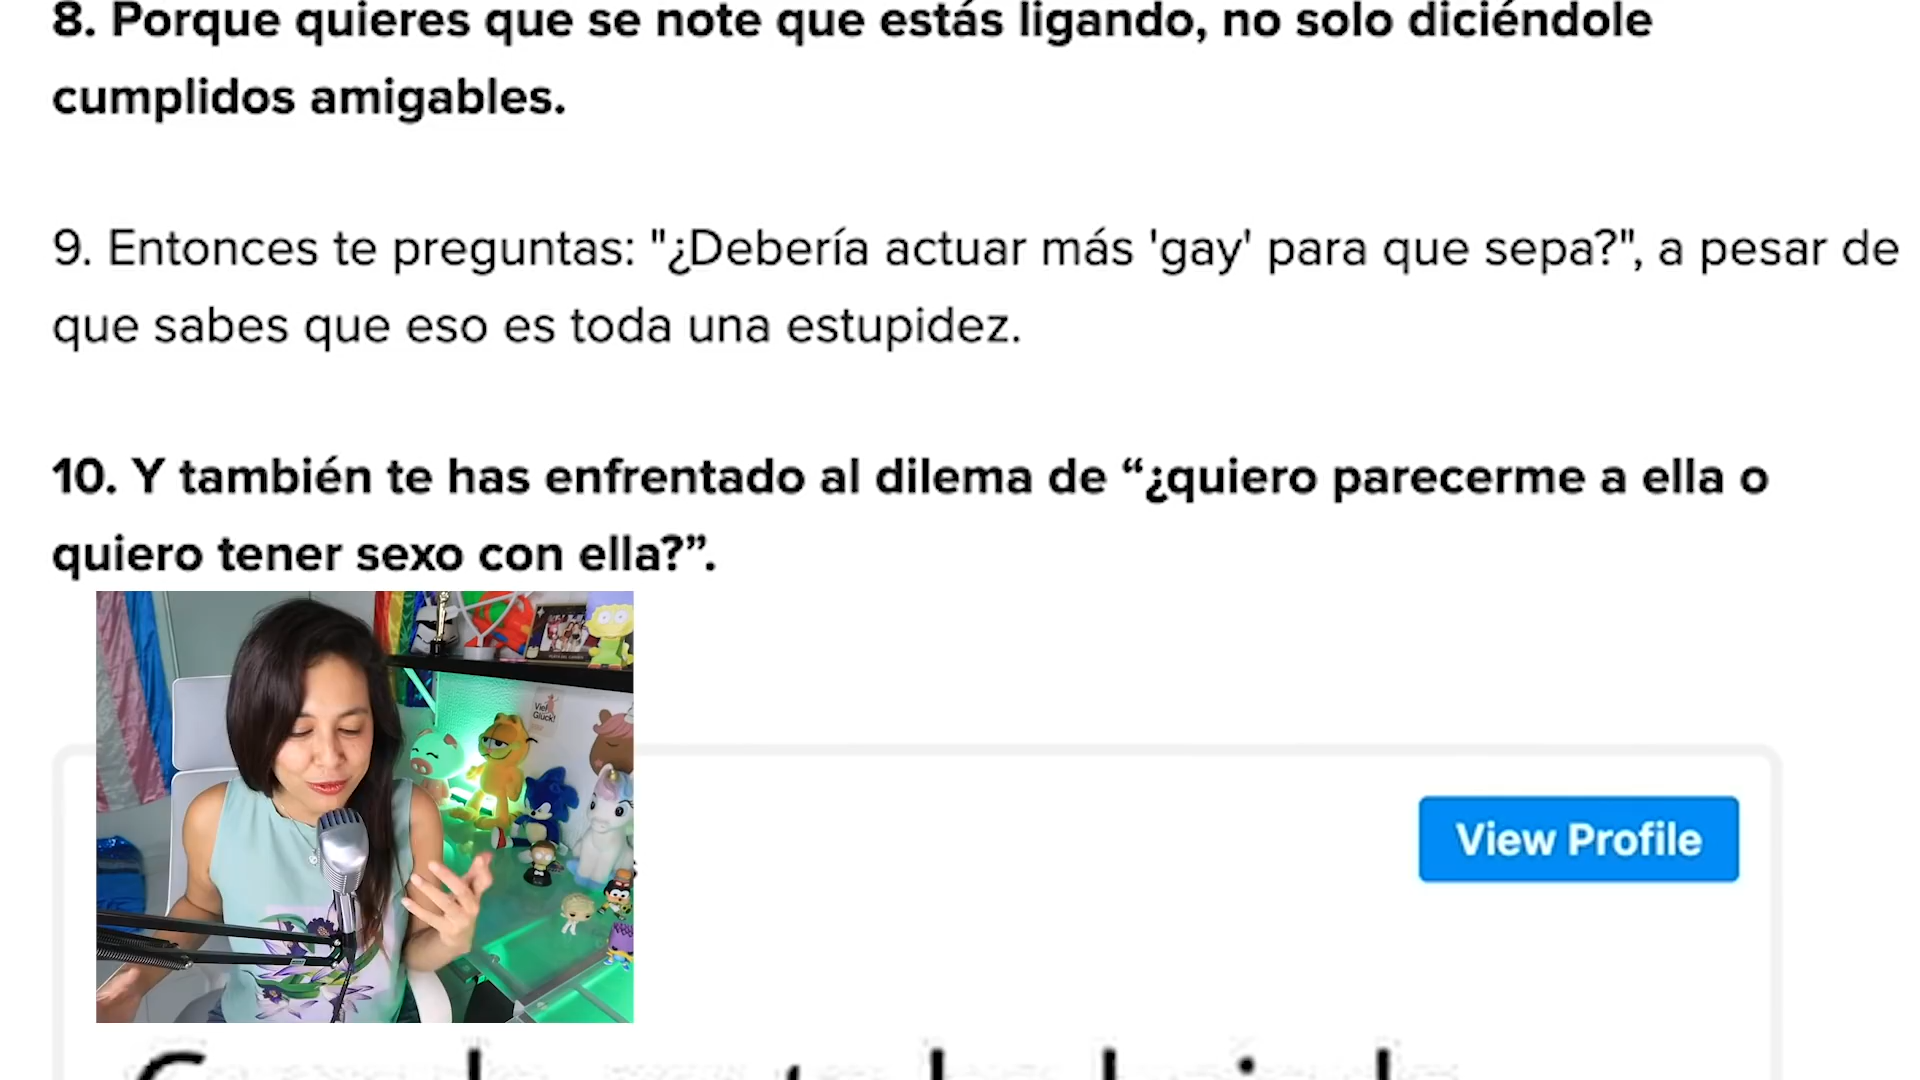 8. Porque quieres que se note que estás ligando, no solo diciéndole
cumplidos amigables.
9. Entonces te preguntas: "¿Debería actuar más 'gay' para que sepa?", a pesar de
que sabes que eso es toda una estupidez.
10. Y también te has enfrentado al dilema de “¿quiero parecerme a ella o
quiero tener sexo con ella?”.
Viel
Glück!
View Profile